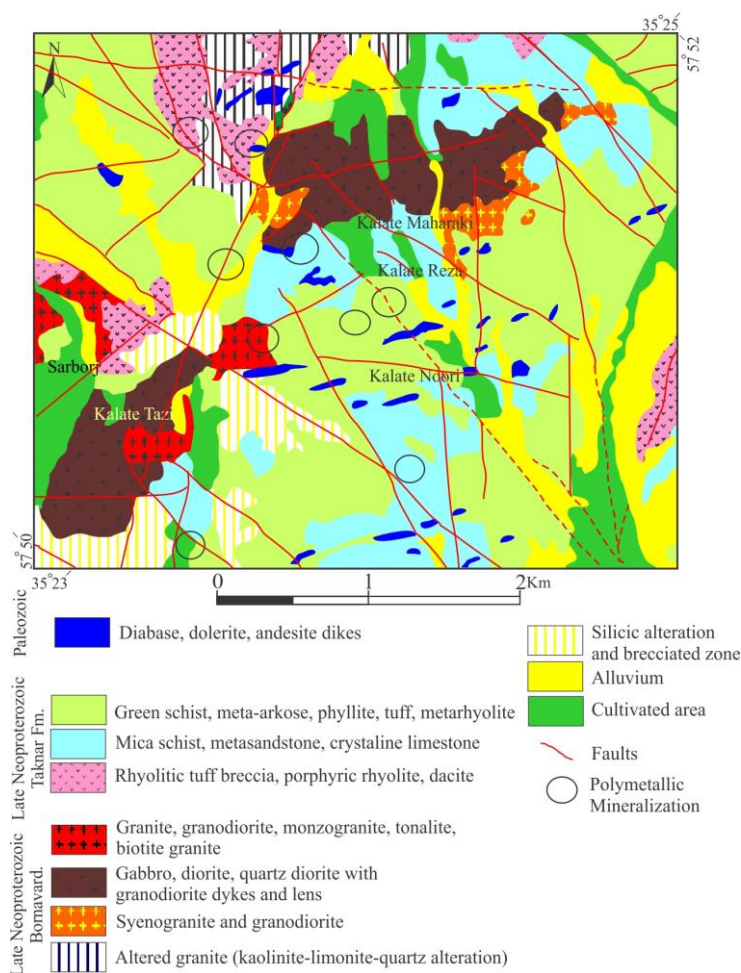 35°25´
57°52
N
Kalate Maharaki
Kalate Reza
Sarborj
Kalate Noori
Kalate Tazi
57°50
35°23´
0 1 2Km
Paleozoic
Diabase, dolerite, andesite dikes
Late Neoproterozoic
Taknar Fm.
Green schist, meta-arkose, phyllite, tuff, metarhyolite
Mica schist, metasandstone, crystaline limestone
Rhyolitic tuff breccia, porphyric rhyolite, dacite
Late Neoproterozoic
Bornavard.
Granite, granodiorite, monzogranite, tonalite,
biotite granite
Gabbro, diorite, quartz diorite with
granodiorite dykes and lens
Syenogranite and granodiorite
Altered granite (kaolinite-limonite-quartz alteration)
Silicic alteration
and brecciated zone
Alluvium
Cultivated area
Faults
Polymetallic
Mineralization